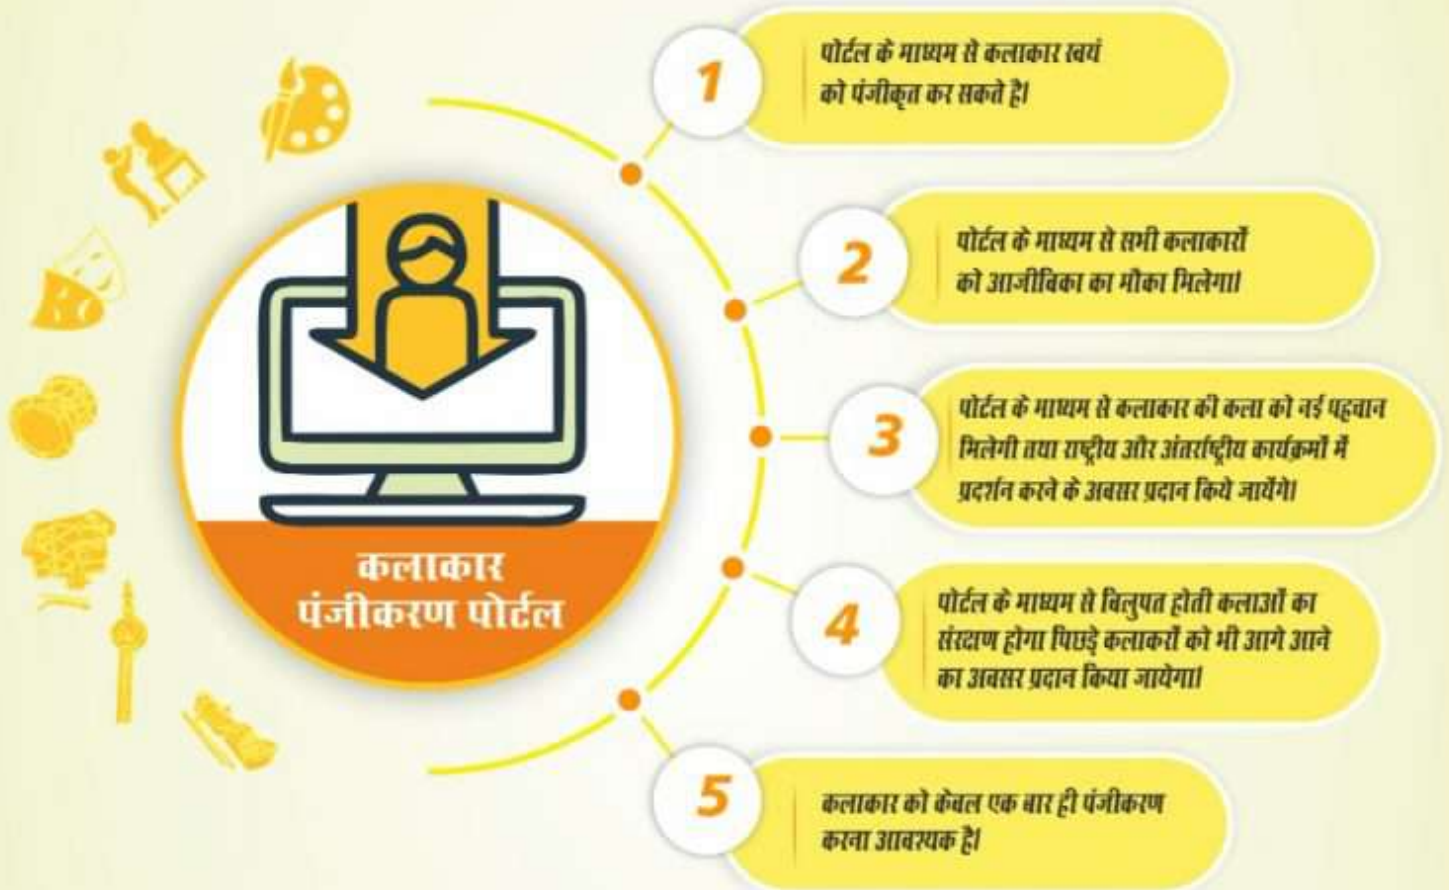 कलाकार
पंजीकरण पोर्टल
1
पोर्टल के माध्यम से कलाकार स्वयं
को पंजीकृत कर सकते है।
2
पोर्टल के माध्यम से सभी कलाकारों
को आजीविका का मौका मिलेगा।
3
पोर्टल के माध्यम से कलाकार की कला को नई पहचान
मिलेगी तथा राष्ट्रीय और अंतर्राष्ट्रीय कार्यक्रमों में
प्रदर्शन करने के अवसर प्रदान किये जायेंगे।
4
पोर्टल के माध्यम से विलुपत होती कलाओं का
संरक्षण होगा पिछड़े कलाकरों को भी आगे आने
का अवसर प्रदान किया जायेगा।
5
कलाकार को केवल एक बार ही पंजीकरण
करना आवश्यक है।